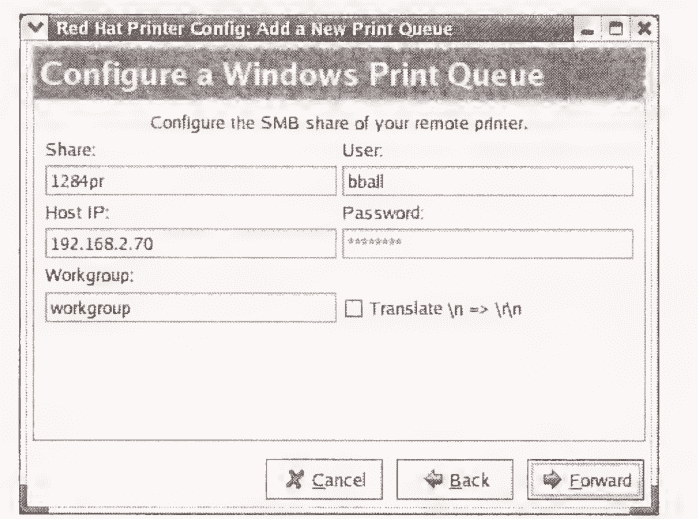 Red Hat Printer Config: Add a New Print Queue
Configure a Windows Print Queue
Configure the SMB share of your remote printer.
Share: User:
1284pr bball
Host IP: Password:
192.168.2.70 ********
Workgroup:
workgroup Translate \n => \r\n
Cancel Back Forward